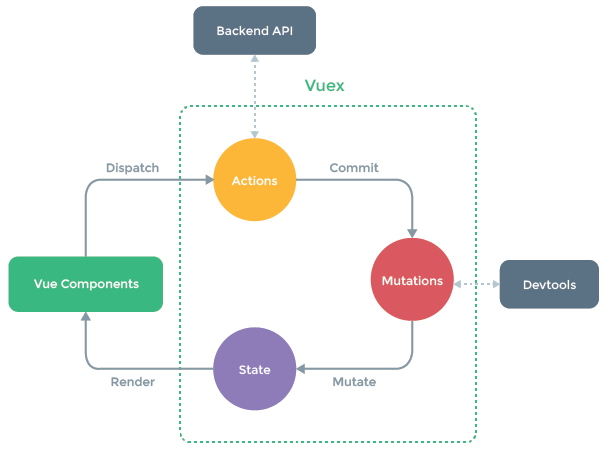 Backend API
Vuex
Dispatch
Commit
Actions
Vue Components
Mutations
Devtools
State
Render
Mutate